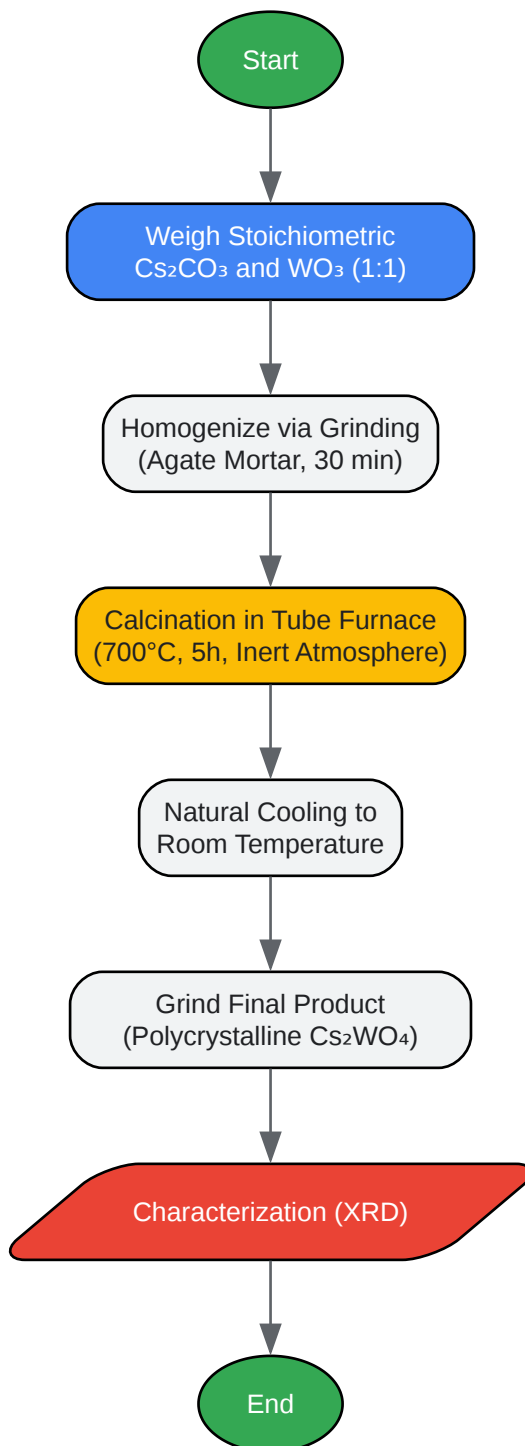 Start
Weigh Stoichiometric
Cs₂CO₃ and WO₃ (1:1)
Homogenize via Grinding
(Agate Mortar, 30 min)
Calcination in Tube Furnace
(700°C, 5h, Inert Atmosphere)
Natural Cooling to
Room Temperature
Grind Final Product
(Polycrystalline Cs₂WO₄)
Characterization (XRD)
End